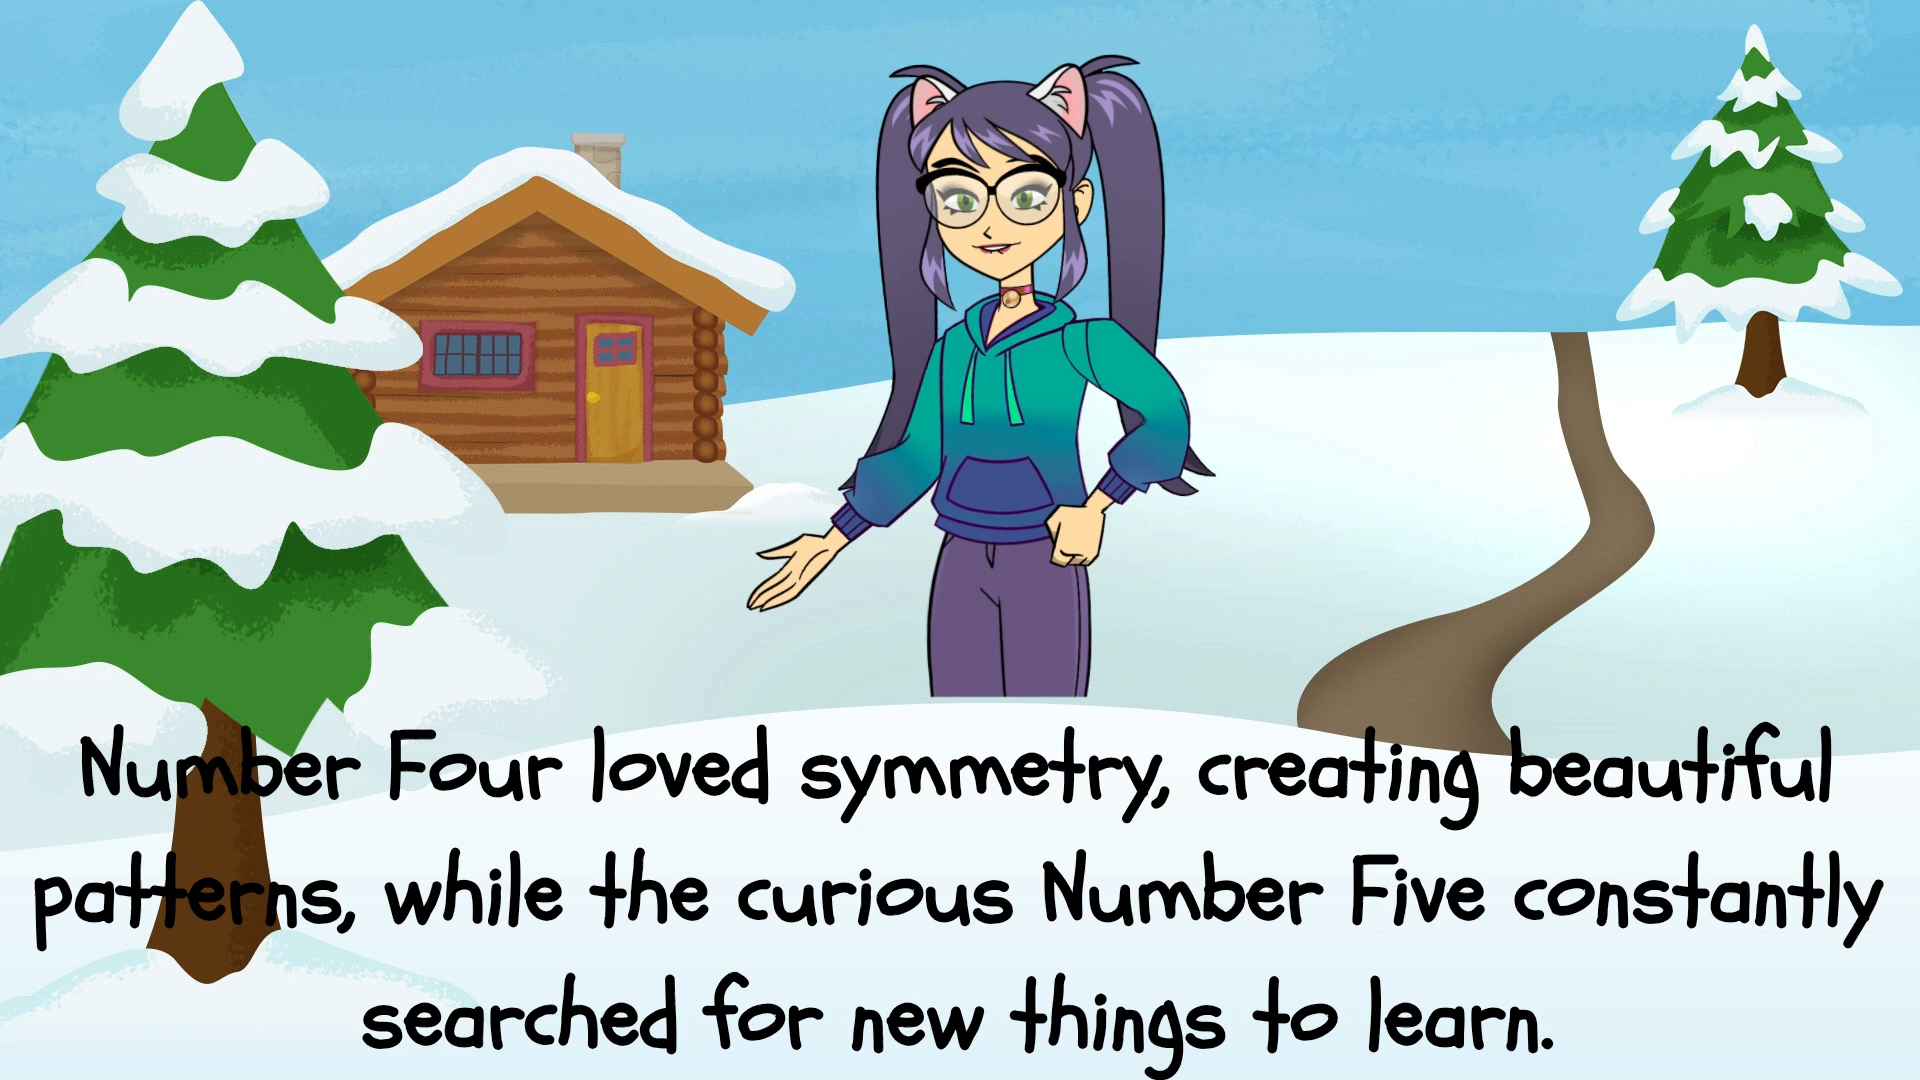 Number Four loved symmetry, creating beautiful
patterns, while the curious Number Five constantly
searched for new things to learn.